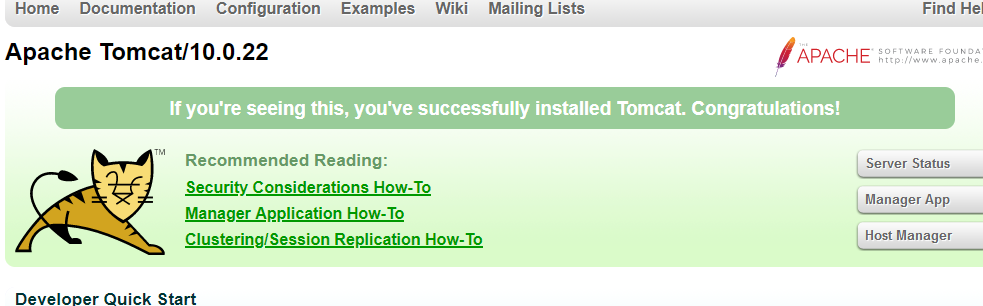 Home Documentation Configuration Examples Wiki Mailing Lists Find Hel
Apache Tomcat/10.0.22
THE
APACHE SOFTWARE FOUNDA
http://www.apache.
If you're seeing this, you've successfully installed Tomcat. Congratulations!
TM
Recommended Reading:
Security Considerations How-To
Manager Application How-To
Clustering/Session Replication How-To
Server Status
Manager App
Host Manager
Developer Quick Start